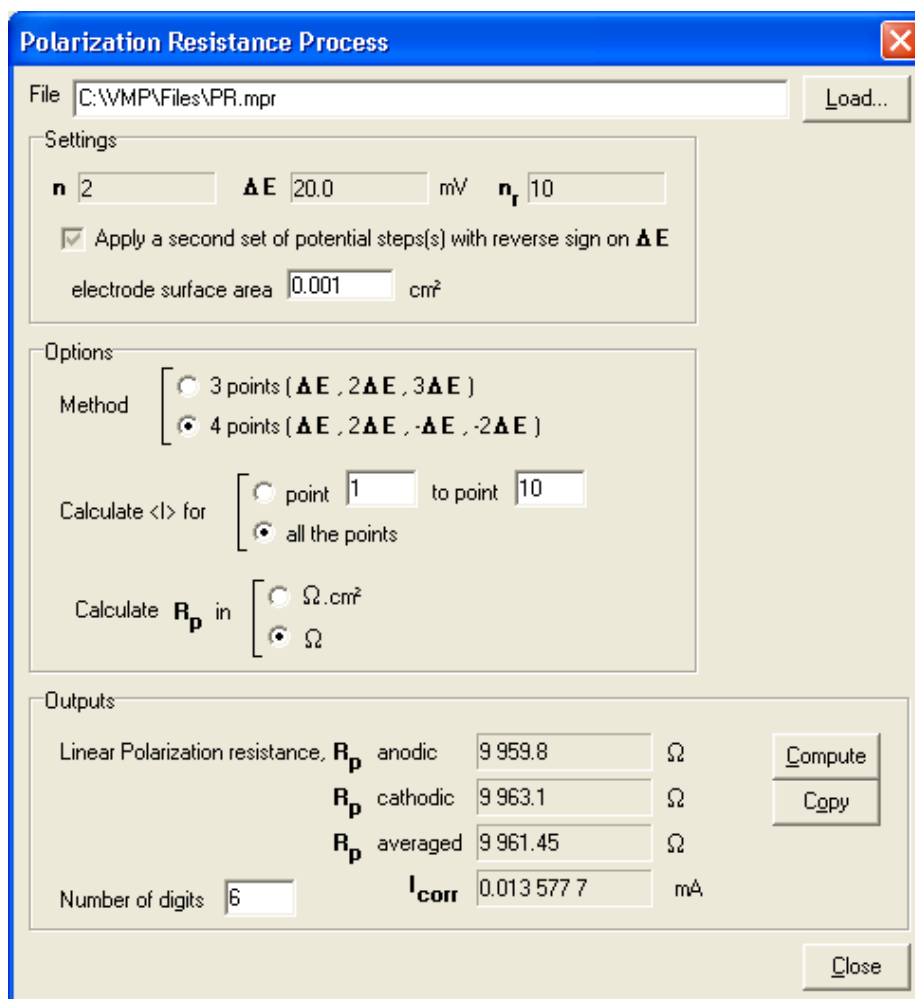 Polarization Resistance Process
File C:\VMP\Files\PR.mpr Load...
Settings
n 2 ΔE 20.0 mV nr 10
Apply a second set of potential steps(s) with reverse sign on ΔE
electrode surface area 0.001 cm²
Options
Method
3 points ( ΔE , 2ΔE , 3ΔE )
4 points ( ΔE , 2ΔE , -ΔE , -2ΔE )
Calculate <I> for
point 1 to point 10
all the points
Calculate Rp in
Ω.cm²
Ω
Outputs
Linear Polarization resistance, Rp anodic 9 959.8 Ω Compute
Rp cathodic 9 963.1 Ω Copy
Rp averaged 9 961.45 Ω
Number of digits 6 Icorr 0.013 577 7 mA
Close